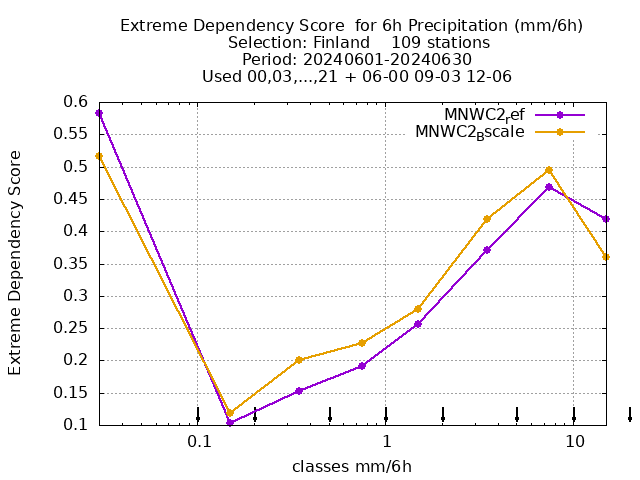 Extreme Dependency Score  for 6h Precipitation (mm/6h)
Selection: Finland    109 stations
Period: 20240601-20240630
Used 00,03,...,21 + 06-00 09-03 12-06
MNWC2ref
MNWC2Bscale
0.6
0.55
0.5
0.45
0.4
0.35
0.3
0.25
0.2
0.15
0.1
Extreme Dependency Score
0.1 1 10
classes mm/6h